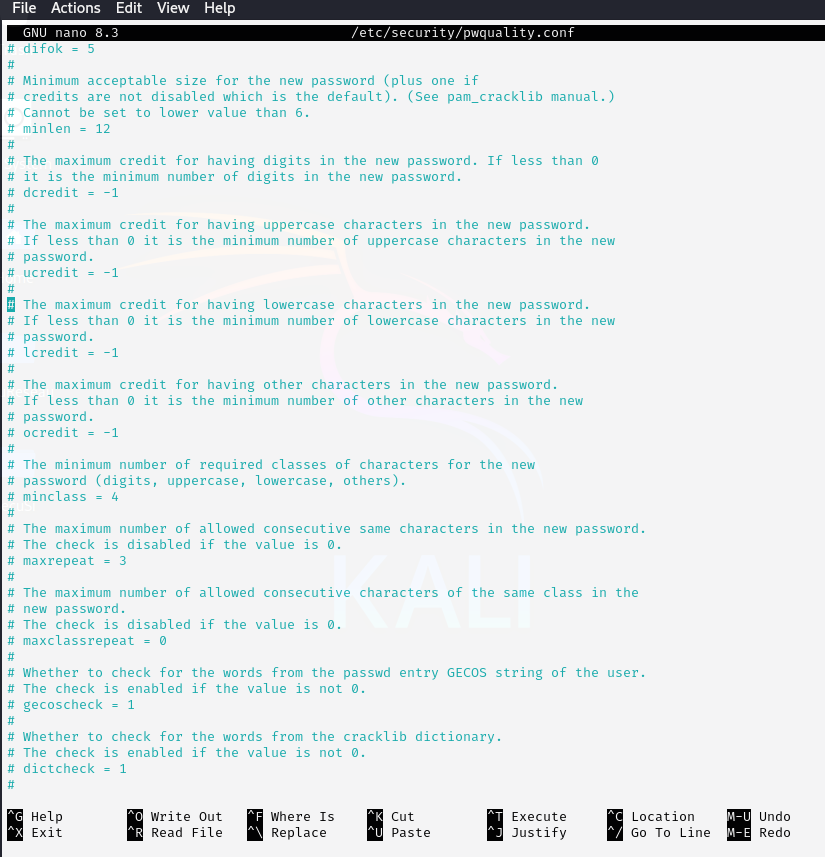 File Actions Edit View Help
GNU nano 8.3 /etc/security/pwquality.conf
# difok = 5
#
# Minimum acceptable size for the new password (plus one if
# credits are not disabled which is the default). (See pam_cracklib manual.)
# Cannot be set to lower value than 6.
# minlen = 12
#
# The maximum credit for having digits in the new password. If less than 0
# it is the minimum number of digits in the new password.
# dcredit = -1
#
# The maximum credit for having uppercase characters in the new password.
# If less than 0 it is the minimum number of uppercase characters in the new
# password.
# ucredit = -1
#
# The maximum credit for having lowercase characters in the new password.
# If less than 0 it is the minimum number of lowercase characters in the new
# password.
# lcredit = -1
#
# The maximum credit for having other characters in the new password.
# If less than 0 it is the minimum number of other characters in the new
# password.
# ocredit = -1
#
# The minimum number of required classes of characters for the new
# password (digits, uppercase, lowercase, others).
# minclass = 4
#
# The maximum number of allowed consecutive same characters in the new password.
# The check is disabled if the value is 0.
# maxrepeat = 3
#
# The maximum number of allowed consecutive characters of the same class in the
# new password.
# The check is disabled if the value is 0.
# maxclassrepeat = 0
#
# Whether to check for the words from the passwd entry GECOS string of the user.
# The check is enabled if the value is not 0.
# gecoscheck = 1
#
# Whether to check for the words from the cracklib dictionary.
# The check is enabled if the value is not 0.
# dictcheck = 1
#
KALI
^G Help ^O Write Out ^F Where Is ^K Cut ^T Execute ^C Location M-U Undo
^X Exit ^R Read File ^\ Replace ^U Paste ^J Justify ^/ Go To Line M-E Redo